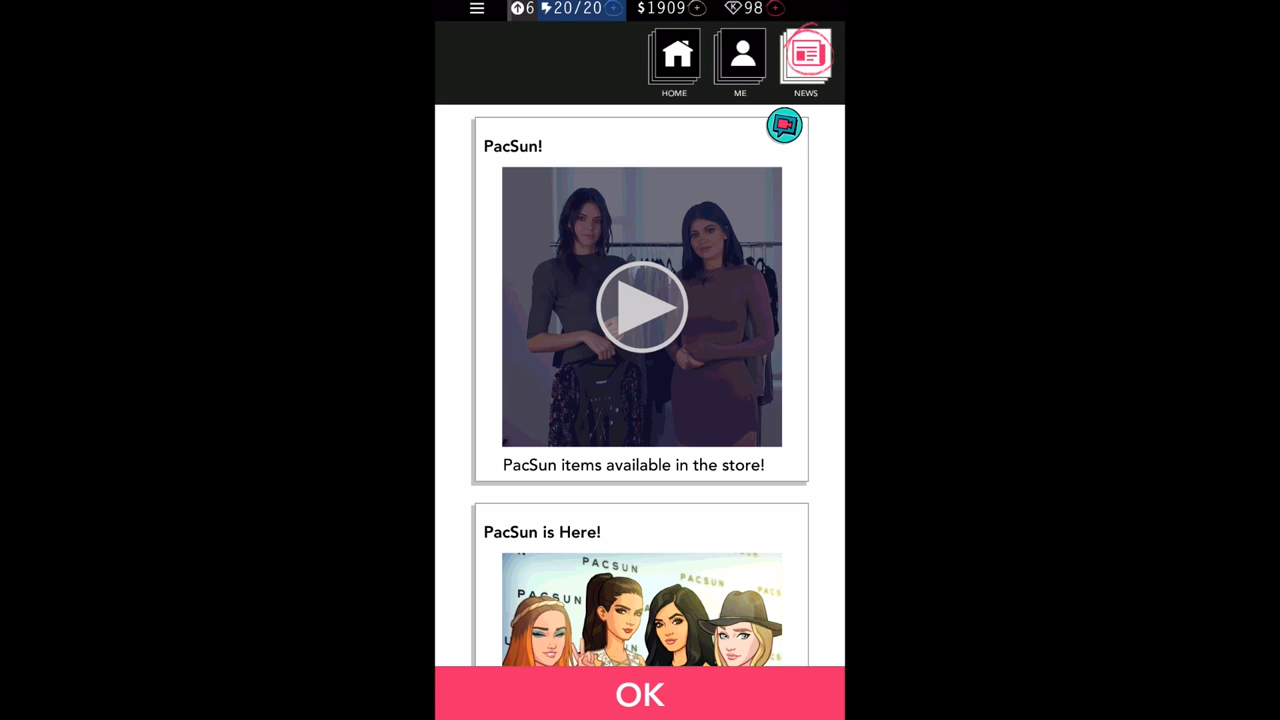 6 20/20 $1909 98
HOME ME NEWS
PacSun!
PacSun items available in the store!
PacSun is Here!
PACSUN
PACSUN
PACSUN